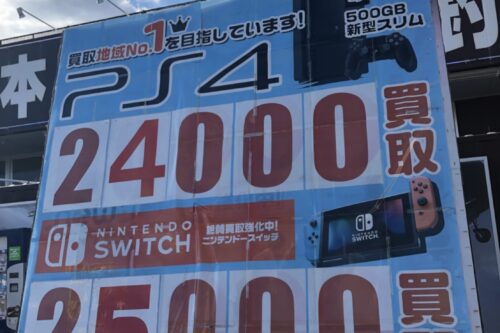 買取地域No.1を目指しています!
500GB
新型スリム
本
PS4
24000
買取
NINTENDO
SWITCH
絶賛買取強化中!
ニンテンドースイッチ
NINTENDO
SWITCH
25000
買